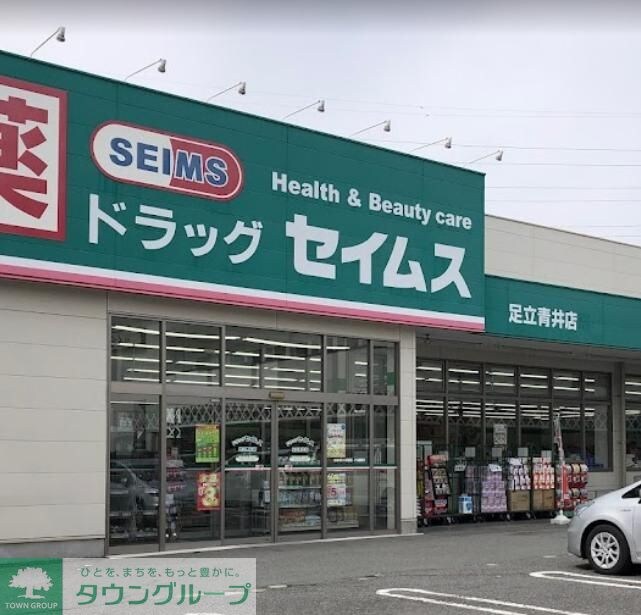 薬
SEIMS
Health & Beauty care
ドラッグ セイムス
足立青井店
ひとを、まちを、もっと豊かに。
タウングループ
TOWN GROUP